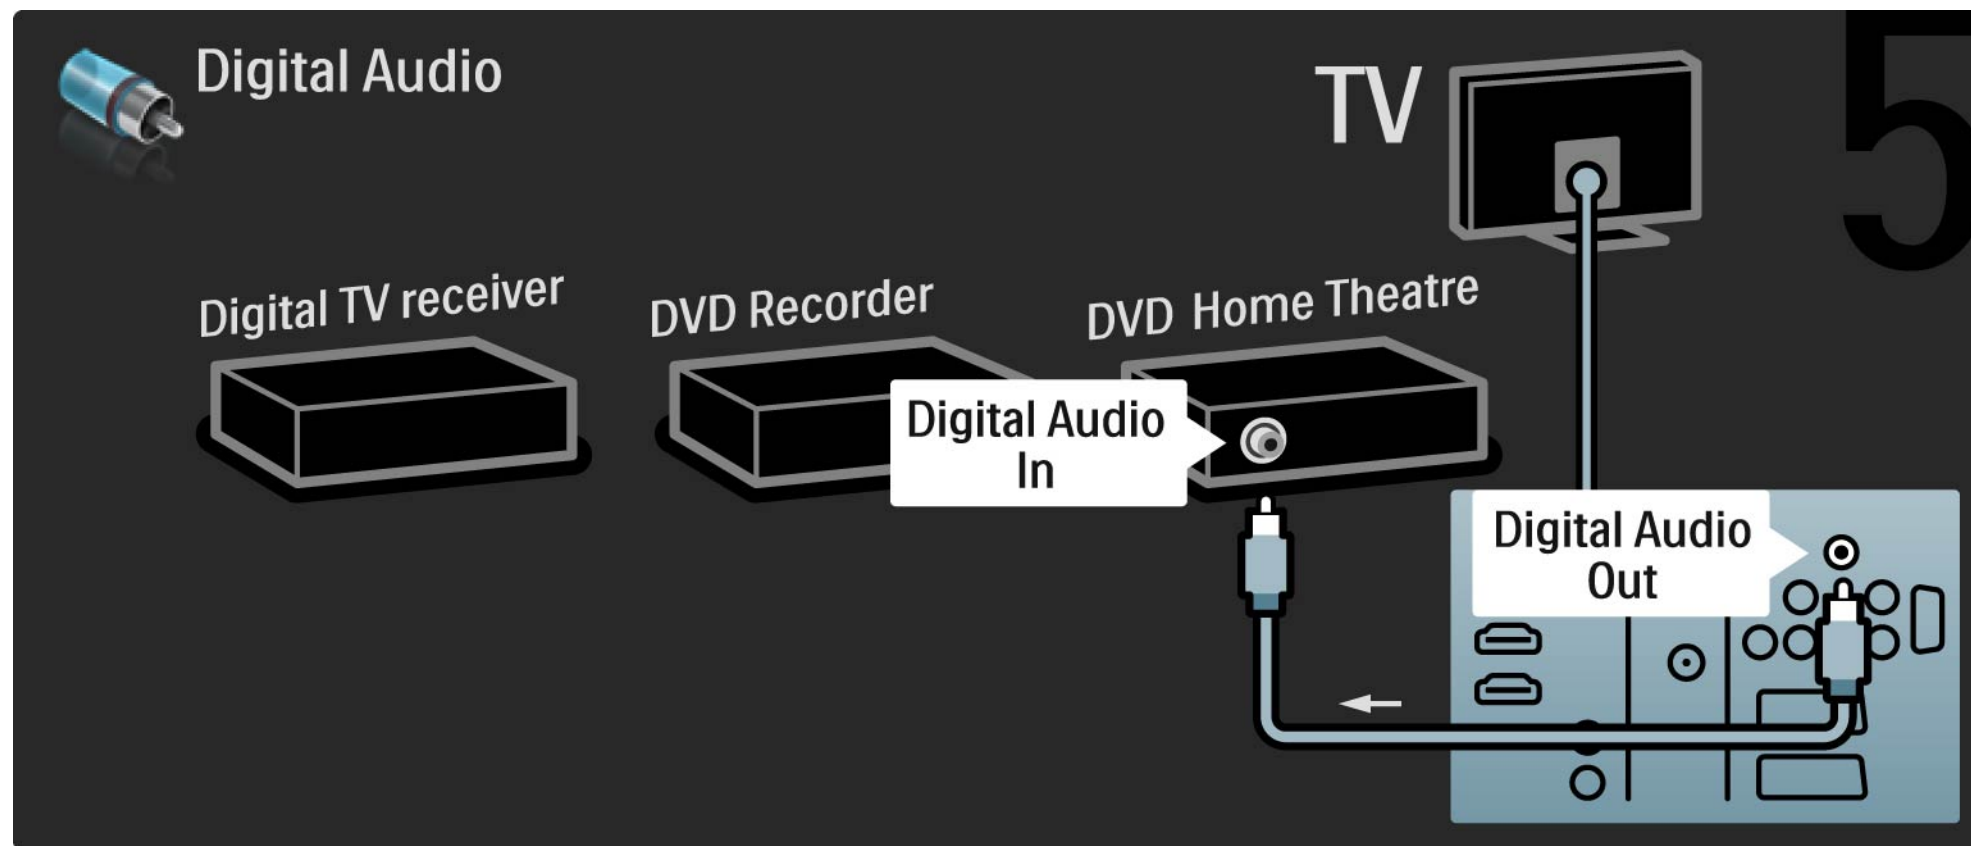 Digital Audio
TV
5
Digital TV receiver
DVD Recorder
DVD Home Theatre
Digital Audio
In
Digital Audio
Out